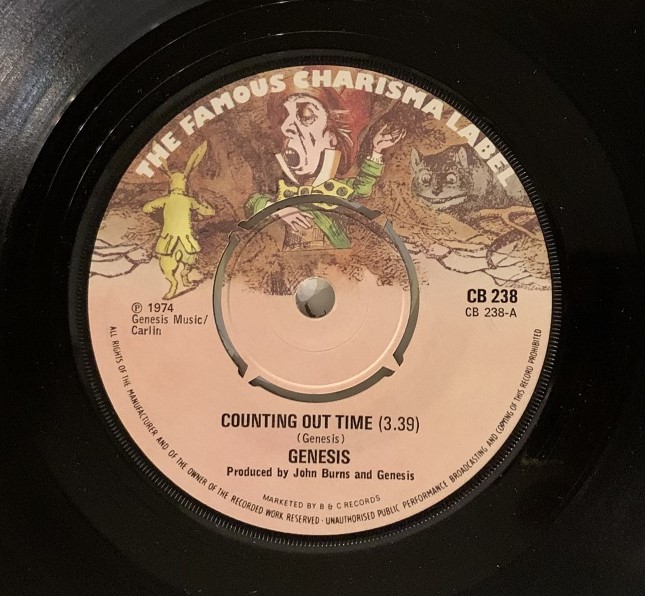 THE FAMOUS CHARISMA LABEL
CB 238
CB 238-A
℗ 1974
Genesis Music/
Carlin
COUNTING OUT TIME (3.39)
(Genesis)
GENESIS
Produced by John Burns and Genesis
MARKETED BY B & C RECORDS
ALL RIGHTS OF THE MANUFACTURER AND OF THE OWNER OF THE RECORDED WORK RESERVED · UNAUTHORISED PUBLIC PERFORMANCE BROADCASTING AND COPYING OF THIS RECORD PROHIBITED